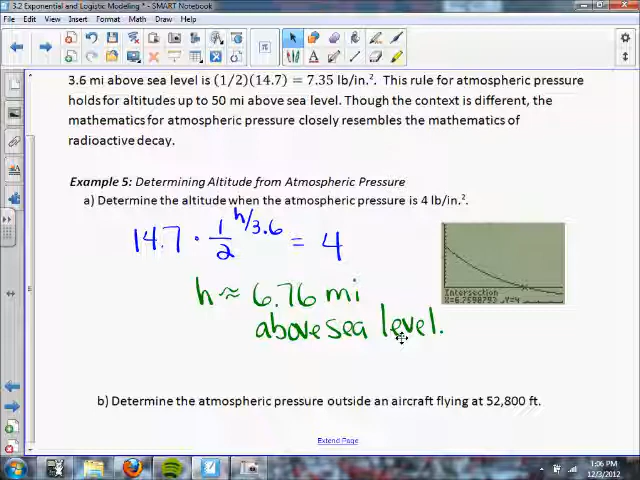 3.2 Exponential and Logistic Modelling * - SMART Notebook
File Edit View Insert Format Math Draw Help
3.6 mi above sea level is (1/2)(14.7) = 7.35 lb/in.². This rule for atmospheric pressure
holds for altitudes up to 50 mi above sea level. Though the context is different, the
mathematics for atmospheric pressure closely resembles the mathematics of
radioactive decay.
Example 5: Determining Altitude from Atmospheric Pressure
a) Determine the altitude when the atmospheric pressure is 4 lb/in.².
14.7 · 1/2^(h/3.6) = 4
h ≈ 6.76 mi
above sea level.
Intersection
X=6.7598793 Y=4
b) Determine the atmospheric pressure outside an aircraft flying at 52,800 ft.
Extend Page
1:06 PM
12/3/2012